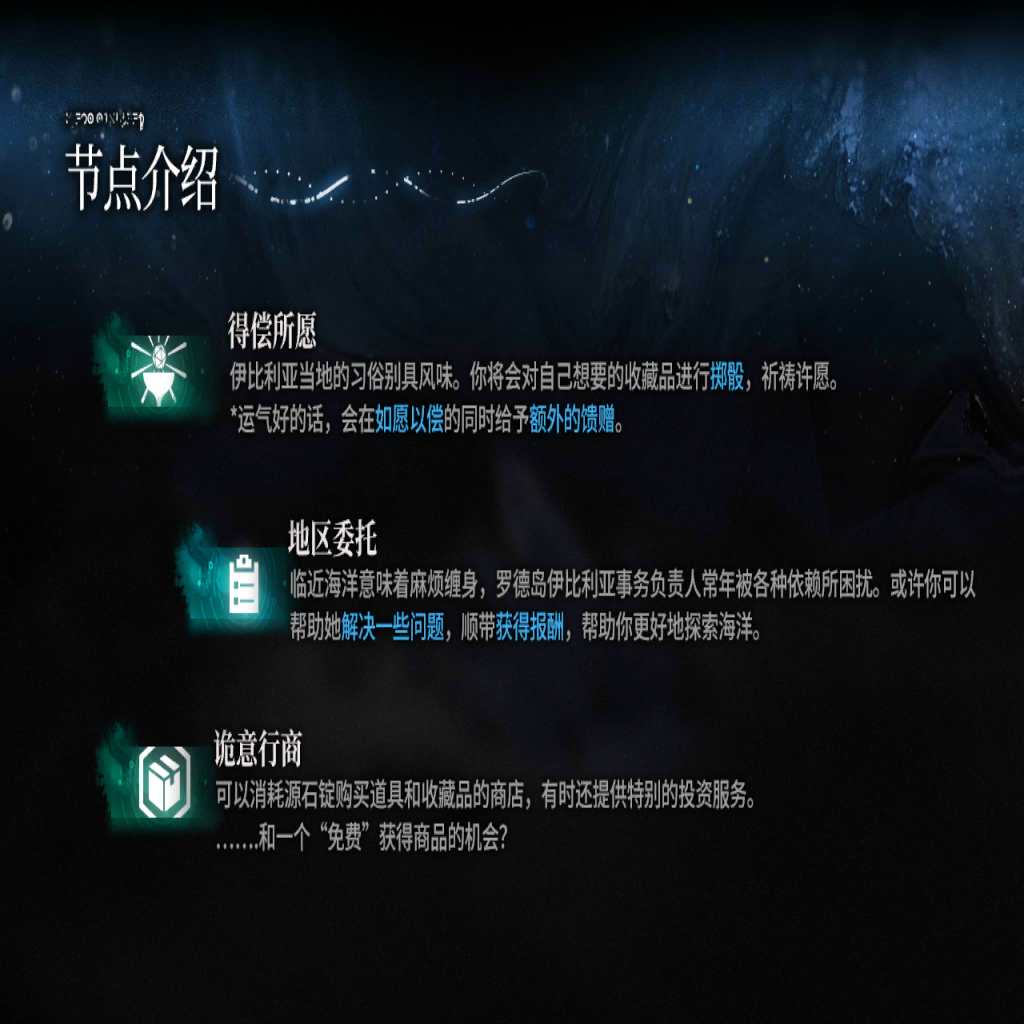 节点介绍
得偿所愿
伊比利亚当地的习俗别具风味。你将会对自己想要的收藏品进行掷骰，祈祷许愿。
*运气好的话，会在如愿以偿的同时给予额外的馈赠。
地区委托
临近海洋意味着麻烦缠身，罗德岛伊比利亚事务负责人常年被各种依赖所困扰。或许你可以
帮助她解决一些问题，顺带获得报酬，帮助你更好地探索海洋。
诡意行商
可以消耗源石锭购买道具和收藏品的商店，有时还提供特别的投资服务。
.......和一个“免费”获得商品的机会？